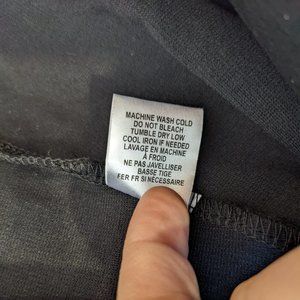 MACHINE WASH COLD
DO NOT BLEACH
TUMBLE DRY LOW
COOL IRON IF NEEDED
LAVAGE EN MACHINE
À FROID
NE PAS JAVELLISER
BASSE TIGE
FER FR SI NÉCESSAIRE